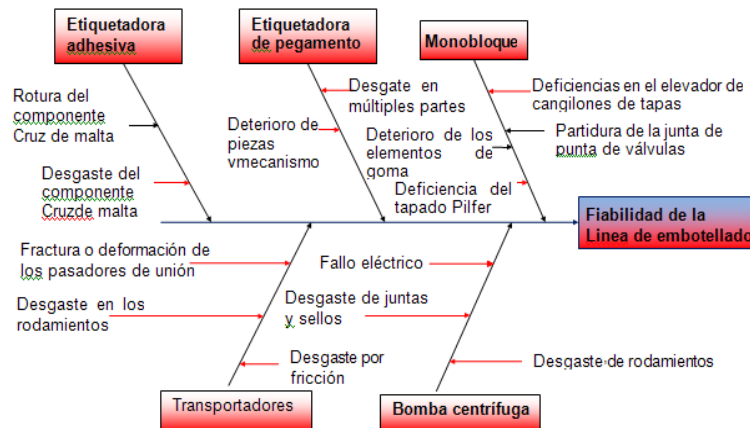 Etiquetadora
adhesiva
Etiquetadora
de pegamento
Monobloque
Rotura del
componente
Cruz de malta
Desgaste del
componente
Cruzde malta
Desgate en
múltiples partes
Deterioro de
piezas y
vmecanismo
Deficiencias en el elevador de
cangilones de tapas
Partidura de la junta de
punta de válvulas
Deterioro de los
elementos de
goma
Deficiencia del
tapado Pilfer
Fiabilidad de la
Linea de embotellado
Fractura o deformación de
los pasadores de unión
Desgaste en los
rodamientos
Desgaste por
fricción
Transportadores
Fallo eléctrico
Desgaste de juntas
y sellos
Desgaste de rodamientos
Bomba centrífuga